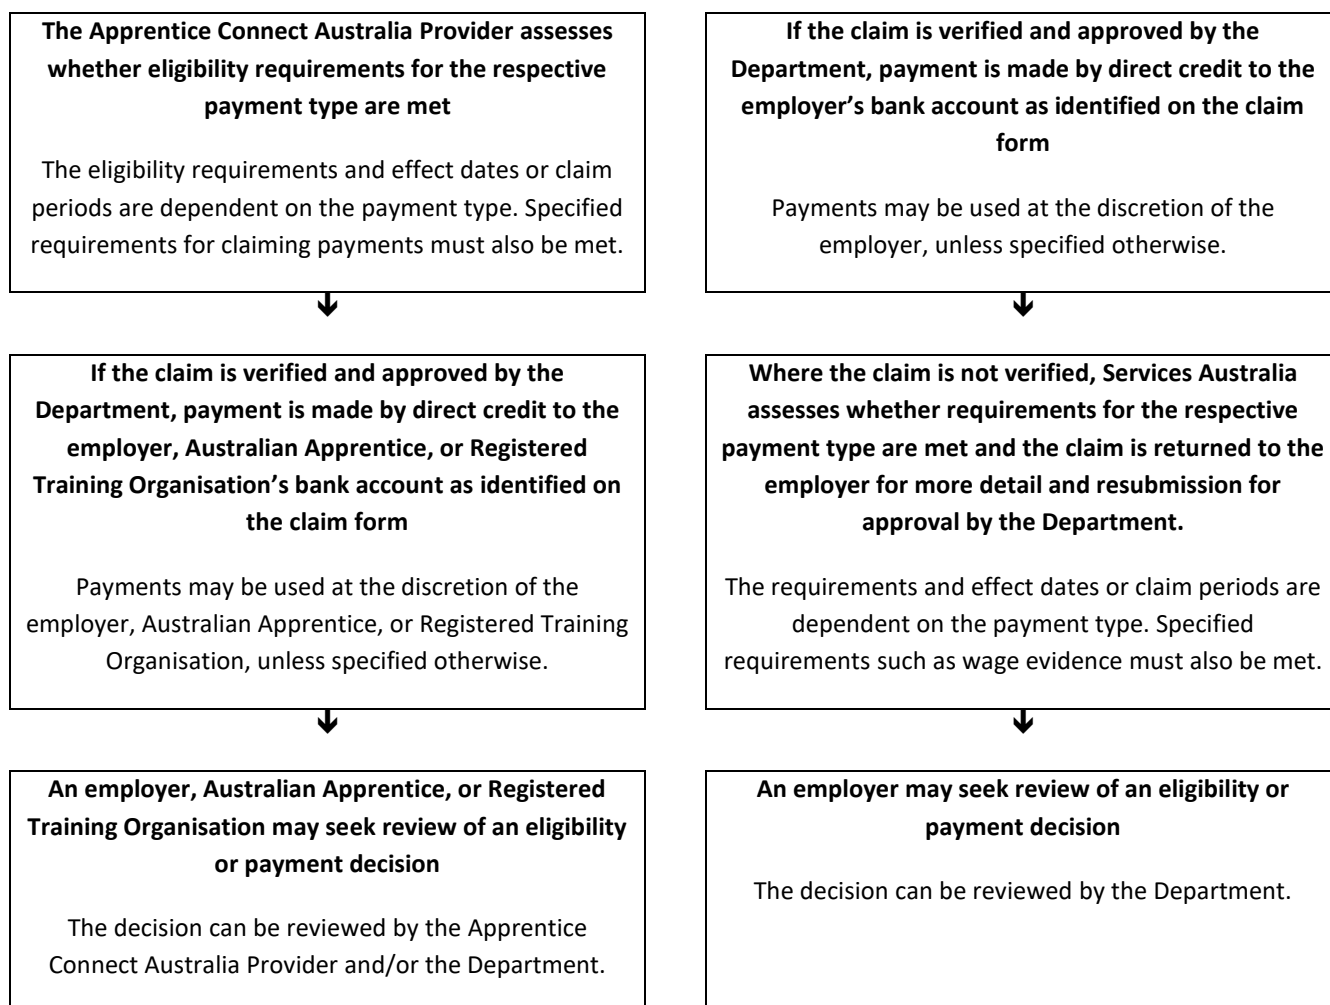 The Apprentice Connect Australia Provider assesses
whether eligibility requirements for the respective
payment type are met
The eligibility requirements and effect dates or claim
periods are dependent on the payment type. Specified
requirements for claiming payments must also be met.
If the claim is verified and approved by the
Department, payment is made by direct credit to the
employer, Australian Apprentice, or Registered
Training Organisation’s bank account as identified on
the claim form
Payments may be used at the discretion of the
employer, Australian Apprentice, or Registered Training
Organisation, unless specified otherwise.
An employer, Australian Apprentice, or Registered
Training Organisation may seek review of an eligibility
or payment decision
The decision can be reviewed by the Apprentice
Connect Australia Provider and/or the Department.
If the claim is verified and approved by the
Department, payment is made by direct credit to the
employer’s bank account as identified on the claim
form
Payments may be used at the discretion of the
employer, unless specified otherwise.
Where the claim is not verified, Services Australia
assesses whether requirements for the respective
payment type are met and the claim is returned to the
employer for more detail and resubmission for
approval by the Department.
The requirements and effect dates or claim periods are
dependent on the payment type. Specified
requirements such as wage evidence must also be met.
An employer may seek review of an eligibility or
payment decision
The decision can be reviewed by the Department.